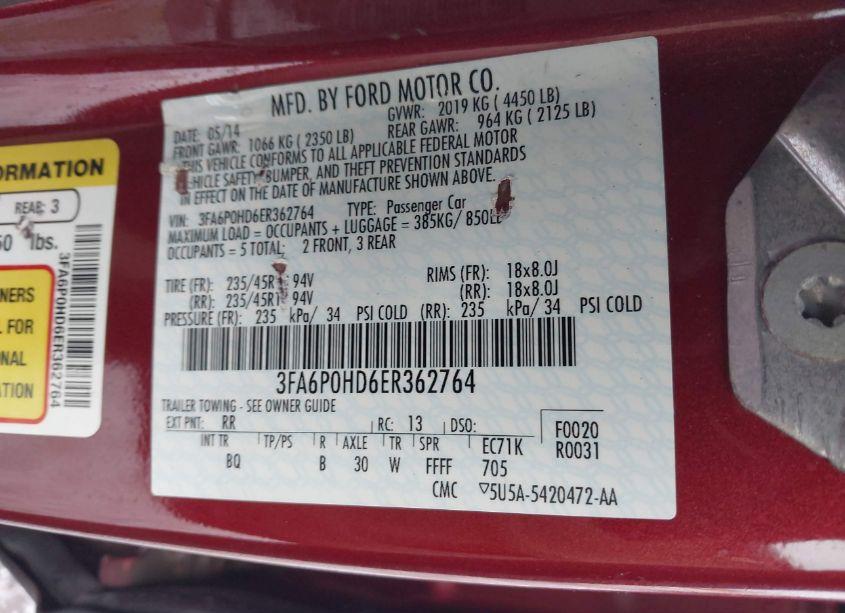 MFD. BY FORD MOTOR CO.
DATE: 05/14 GVWR: 2019 KG ( 4450 LB)
FRONT GAWR: 1066 KG ( 2350 LB) REAR GAWR: 964 KG ( 2125 LB)
THIS VEHICLE CONFORMS TO ALL APPLICABLE FEDERAL MOTOR
VEHICLE SAFETY, BUMPER, AND THEFT PREVENTION STANDARDS
IN EFFECT ON THE DATE OF MANUFACTURE SHOWN ABOVE.
VIN: 3FA6P0HD6ER362764 TYPE: Passenger Car
MAXIMUM LOAD = OCCUPANTS + LUGGAGE = 385KG/ 850L
OCCUPANTS = 5 TOTAL: 2 FRONT, 3 REAR
TIRE (FR): 235/45R1 94V RIMS (FR): 18x8.0J
(RR): 235/45R1 94V (RR): 18x8.0J
PRESSURE (FR): 235 kPa/ 34 PSI COLD (RR): 235 kPa/ 34 PSI COLD
3FA6P0HD6ER362764
TRAILER TOWING - SEE OWNER GUIDE
EXT PNT: RR RC: 13 DSO: F0020
R0031
INT TR TP/PS R AXLE TR SPR EC71K
BQ B 30 W FFFF 705
CMC ▽5U5A-5420472-AA
ORMATION
REAR: 3
50 lbs.
NERS
L FOR
ONAL
3FA6P0HD6ER362764